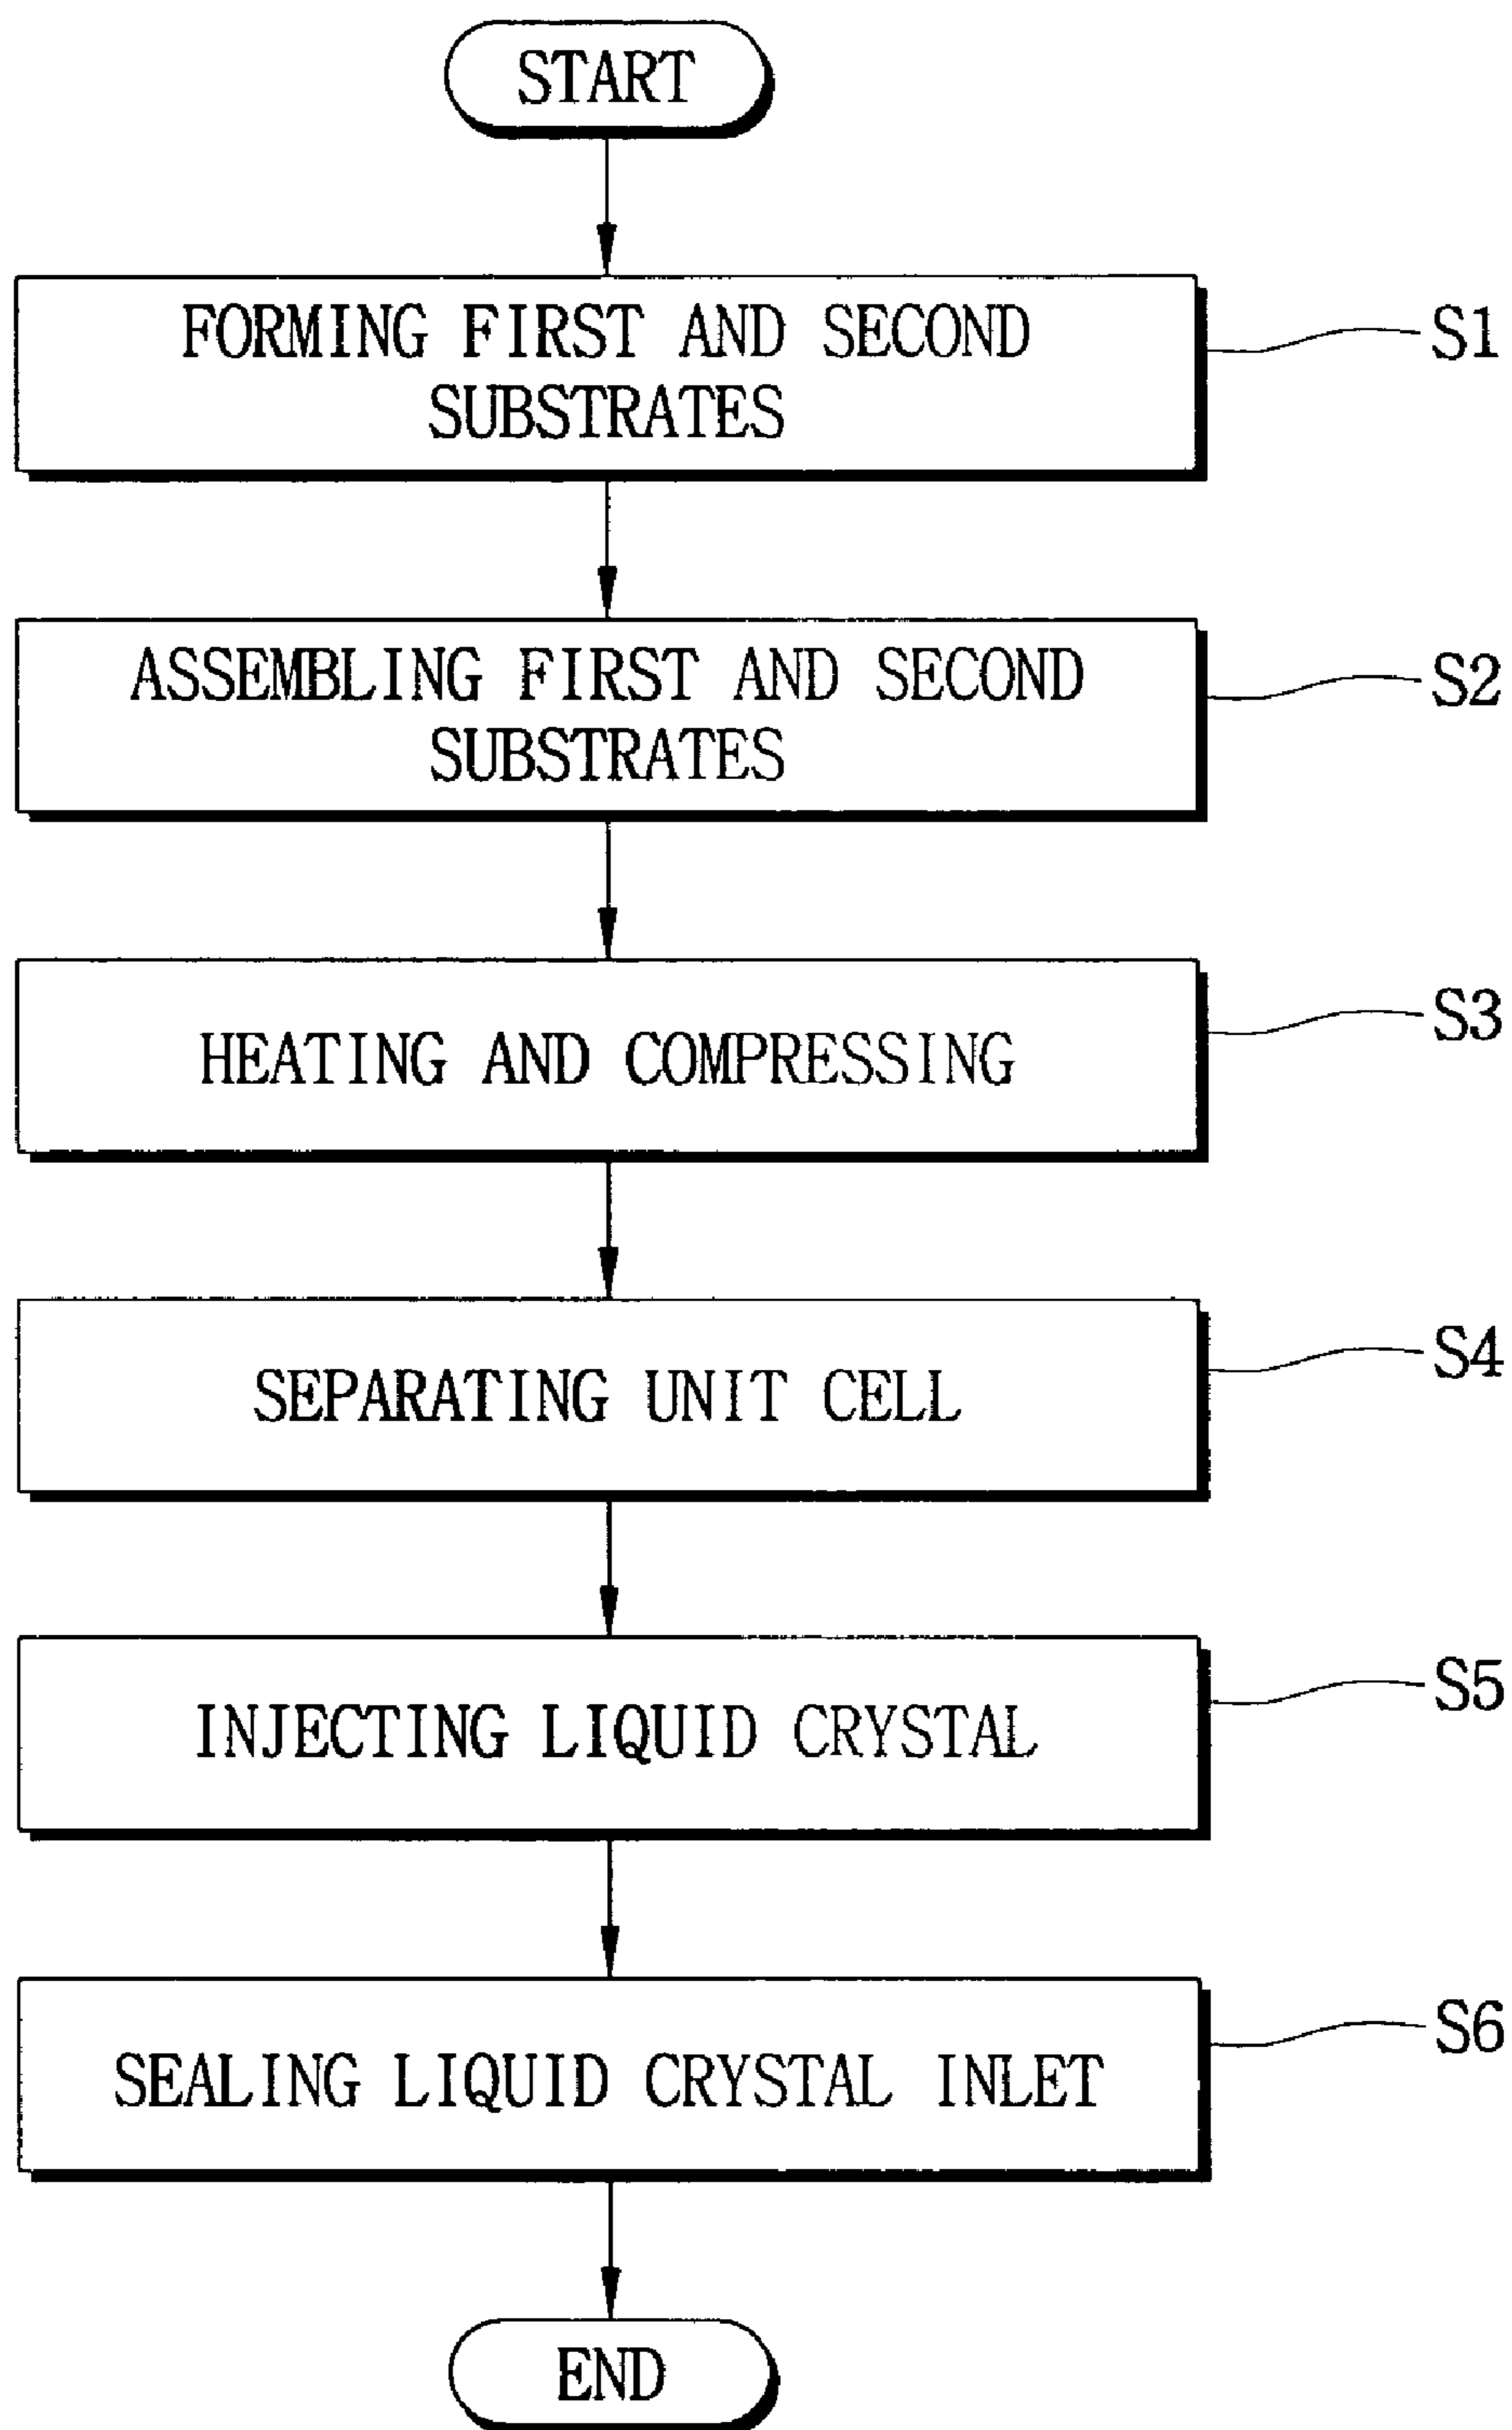 START
FORMING FIRST AND SECOND
SUBSTRATES
S1
ASSEMBLING FIRST AND SECOND
SUBSTRATES
S2
HEATING AND COMPRESSING
S3
SEPARATING UNIT CELL
S4
INJECTING LIQUID CRYSTAL
S5
SEALING LIQUID CRYSTAL INLET
S6
END